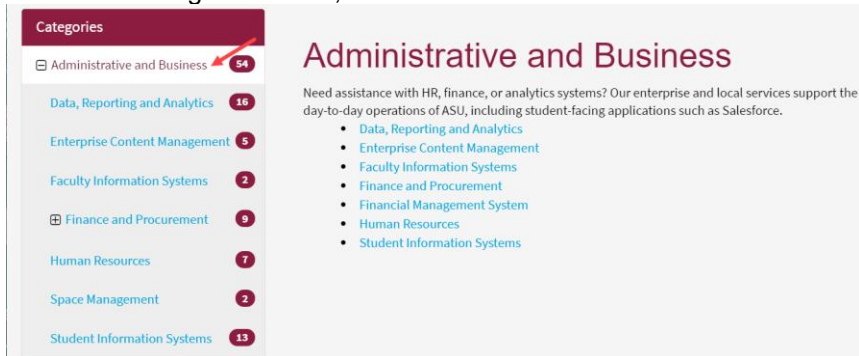 Categories
Administrative and Business 54
Data, Reporting and Analytics 16
Enterprise Content Management 5
Faculty Information Systems 2
Finance and Procurement 9
Human Resources 7
Space Management 2
Student Information Systems 13
Administrative and Business
Need assistance with HR, finance, or analytics systems? Our enterprise and local services support the
day-to-day operations of ASU, including student-facing applications such as Salesforce.
• Data, Reporting and Analytics
• Enterprise Content Management
• Faculty Information Systems
• Finance and Procurement
• Financial Management System
• Human Resources
• Student Information Systems